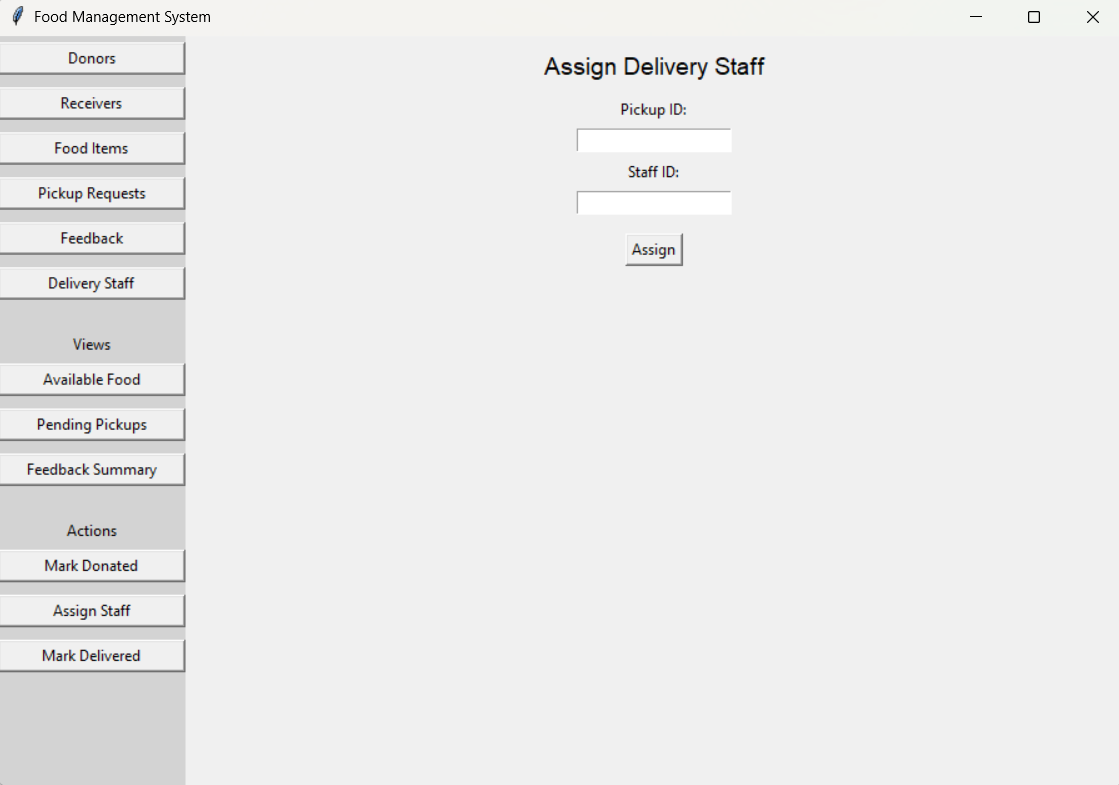 Food Management System
Donors
Receivers
Food Items
Pickup Requests
Feedback
Delivery Staff
Views
Available Food
Pending Pickups
Feedback Summary
Actions
Mark Donated
Assign Staff
Mark Delivered
Assign Delivery Staff
Pickup ID:
Staff ID:
Assign